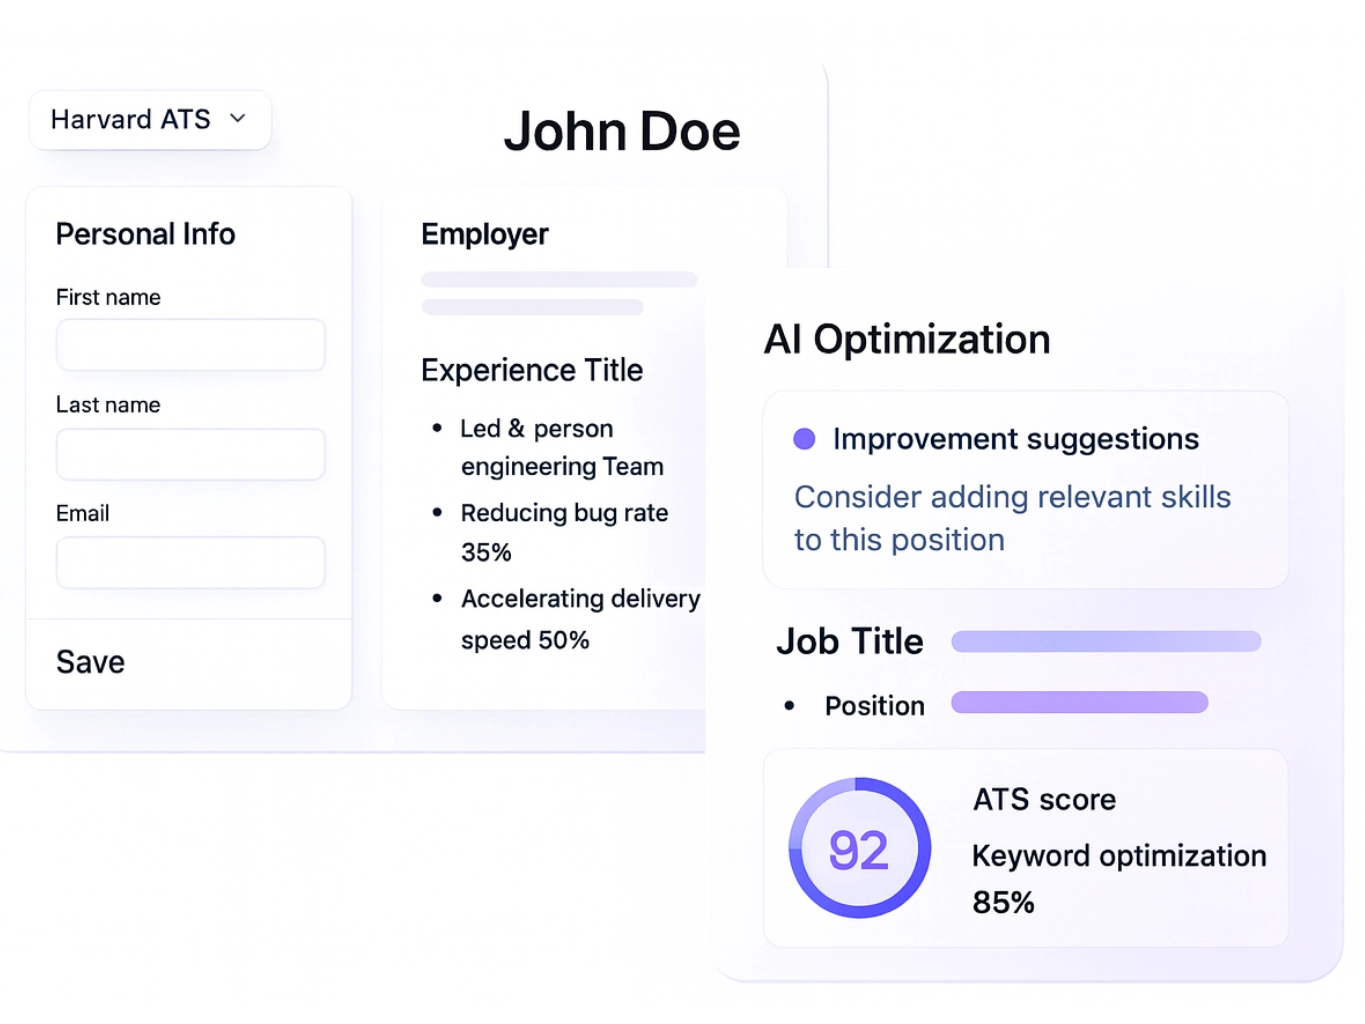 Harvard ATS
John Doe
Personal Info
First name
Last name
Email
Save
Employer
Experience Title
• Led & person
engineering Team
• Reducing bug rate
35%
• Accelerating delivery
speed 50%
AI Optimization
Improvement suggestions
Consider adding relevant skills
to this position
Job Title
• Position
92
ATS score
Keyword optimization
85%